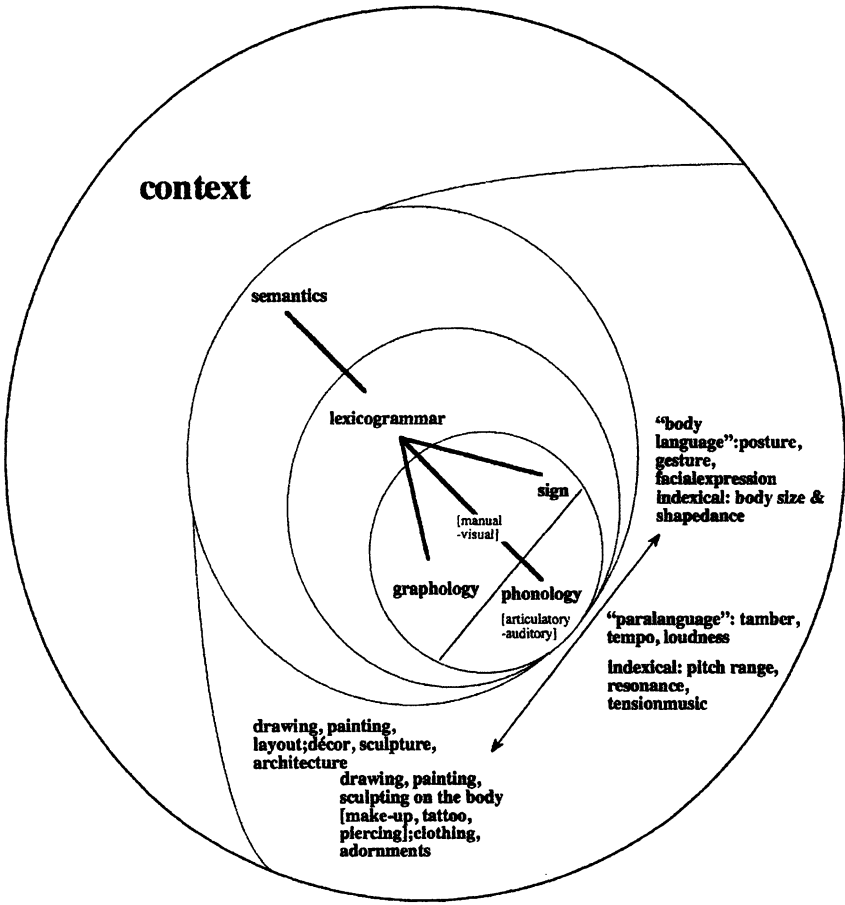 context
semantics
lexicogrammar
sign
[manual
-visual]
graphology
phonology
[articulatory
-auditory]
“body
language”:posture,
gesture,
facialexpression
indexical: body size &
shapedance
“paralanguage”: tamber,
tempo, loudness
indexical: pitch range,
resonance,
tensionmusic
drawing, painting,
layout;décor, sculpture,
architecture
drawing, painting,
sculpting on the body
[make-up, tattoo,
piercing];clothing,
adornments